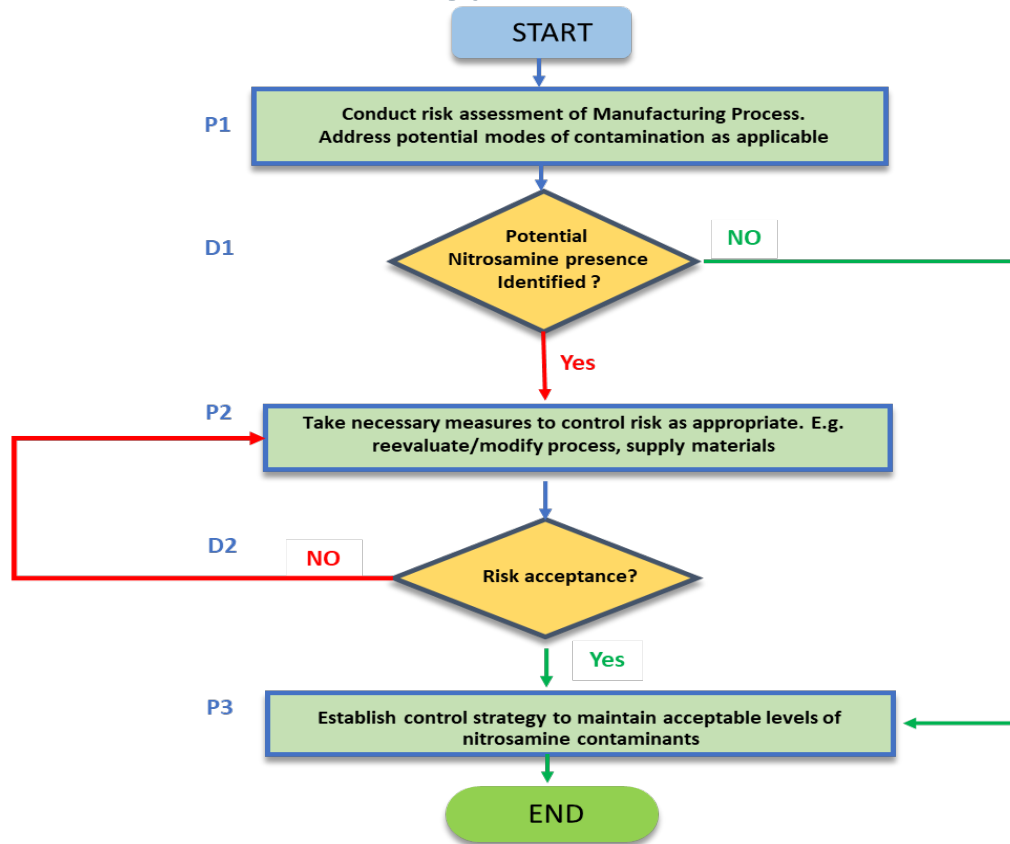 START
P1
Conduct risk assessment of Manufacturing Process.
Address potential modes of contamination as applicable
D1
Potential
Nitrosamine presence
Identified ?
NO
Yes
P2
Take necessary measures to control risk as appropriate. E.g.
reevaluate/modify process, supply materials
D2
NO
Risk acceptance?
Yes
P3
Establish control strategy to maintain acceptable levels of
nitrosamine contaminants
END